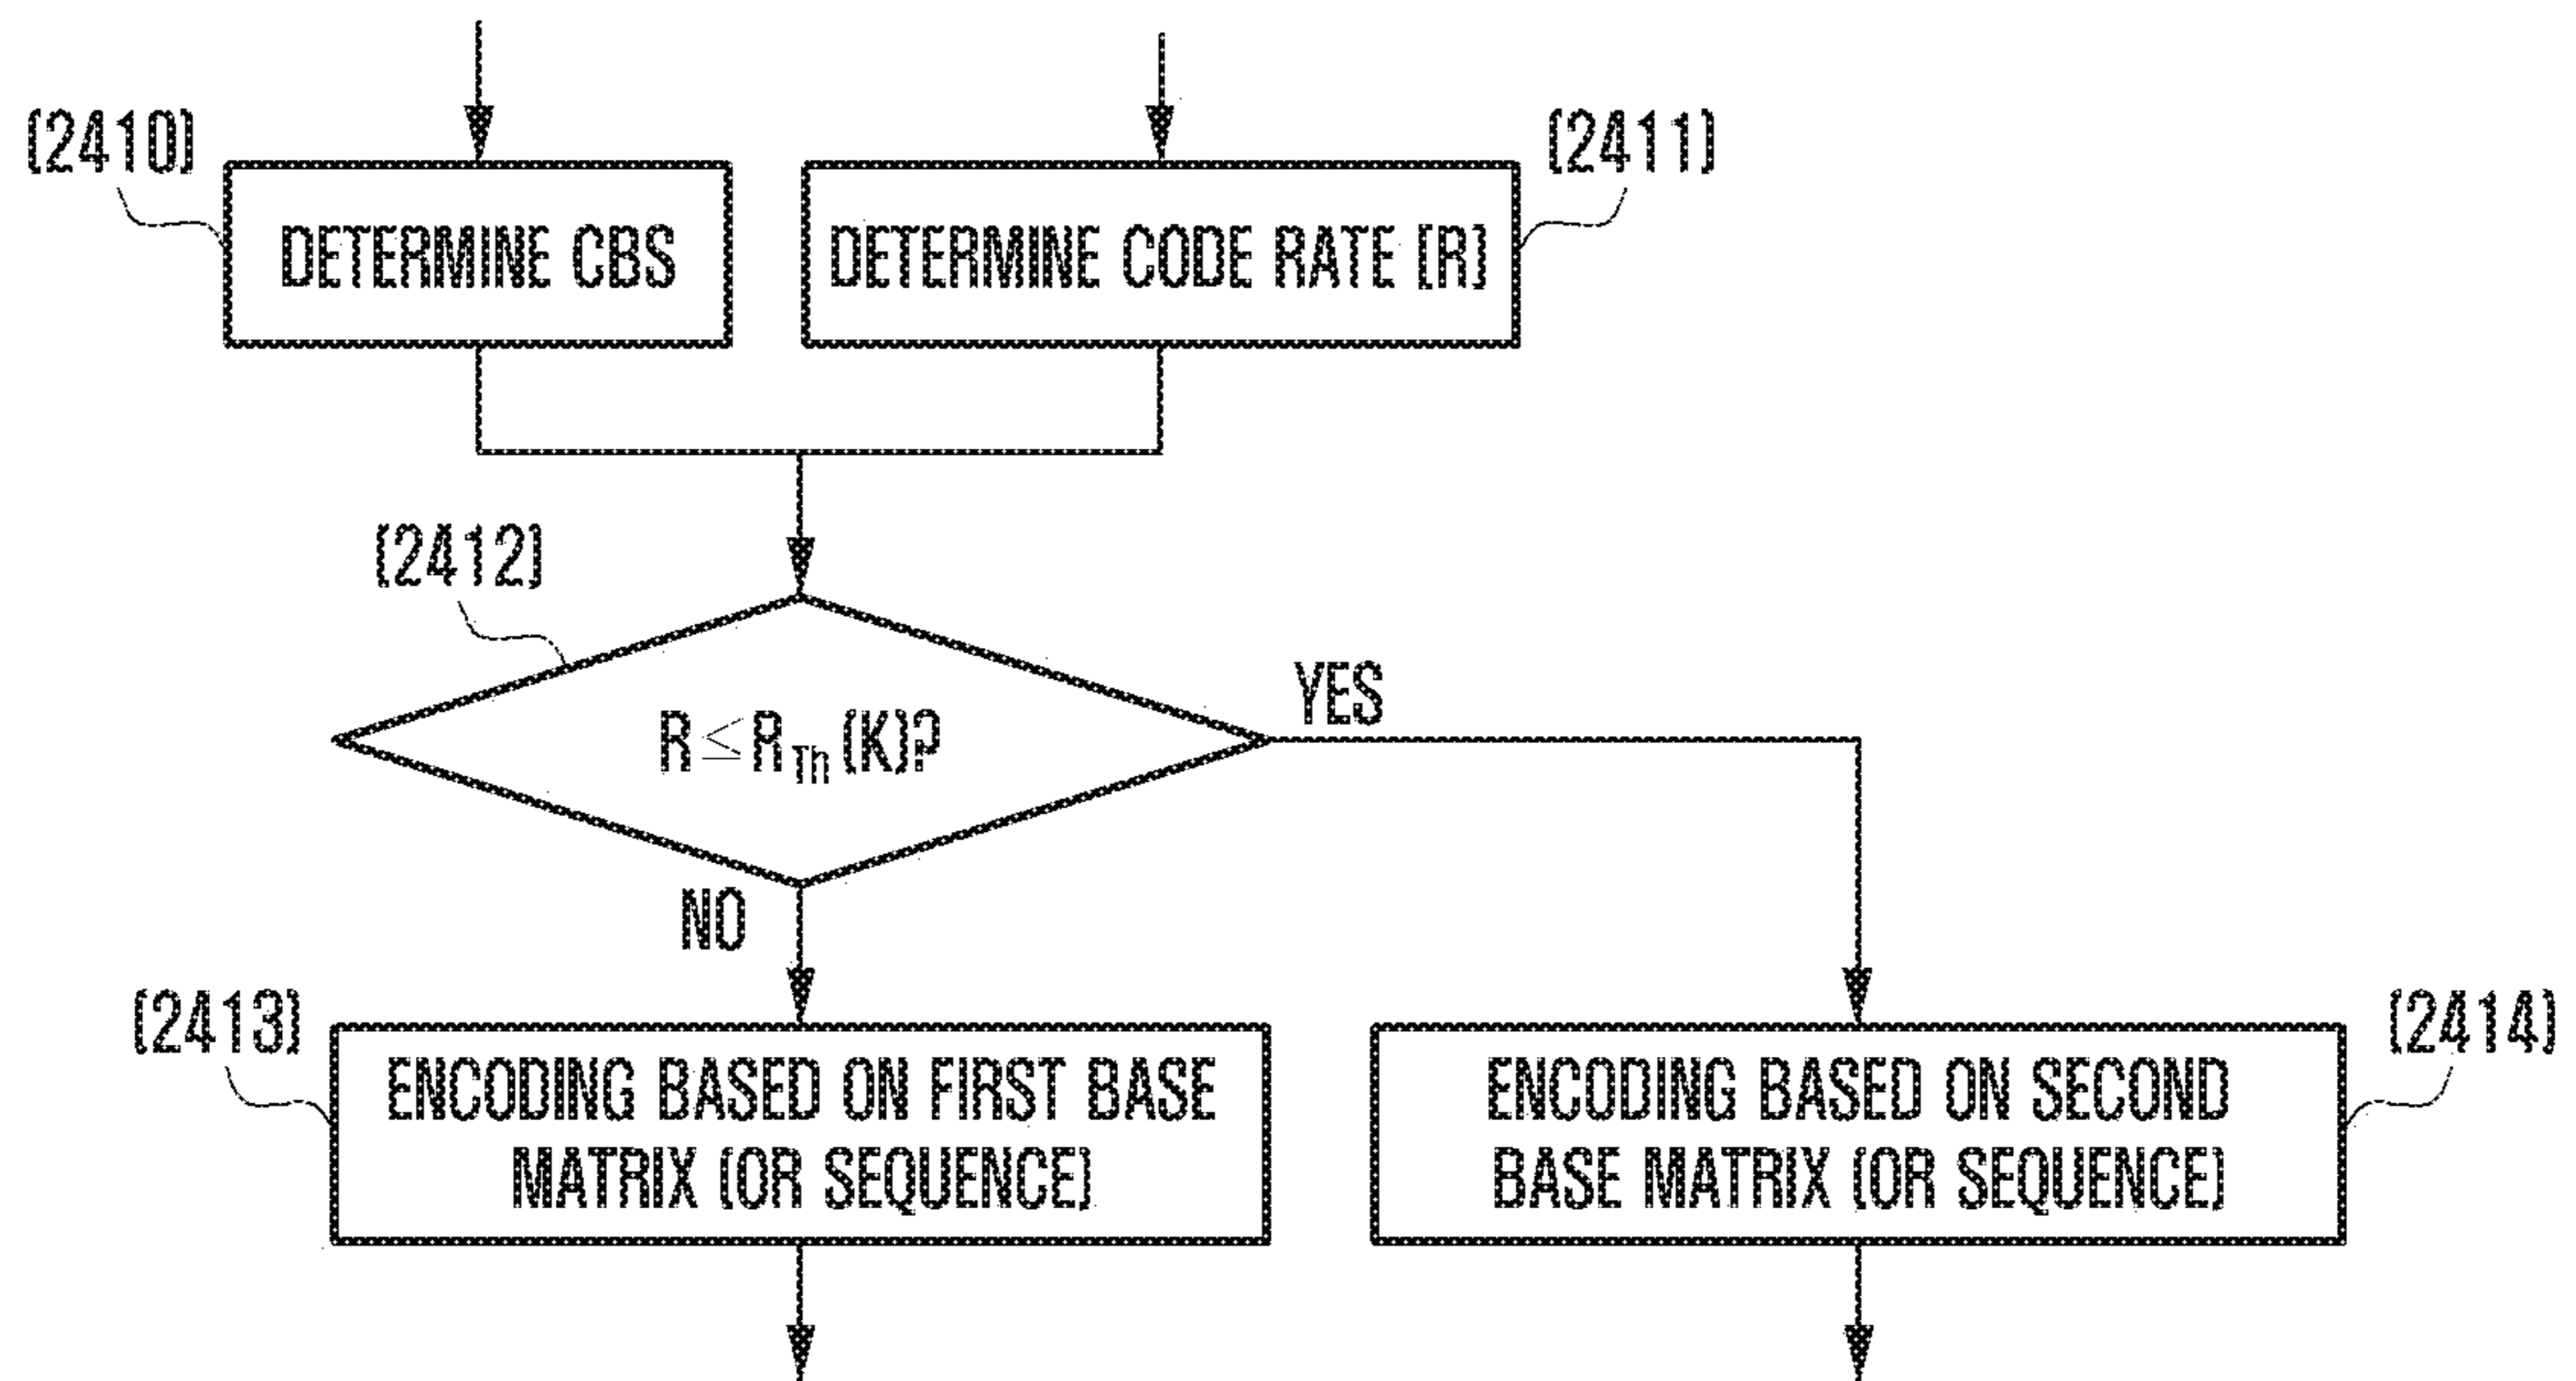 (2410)
(2411)
DETERMINE CBS
DETERMINE CODE RATE [R]
(2412)
YES
R ≤ R Th (K)?
NO
(2413)
(2414)
ENCODING BASED ON FIRST BASE
MATRIX (OR SEQUENCE)
ENCODING BASED ON SECOND
BASE MATRIX (OR SEQUENCE)